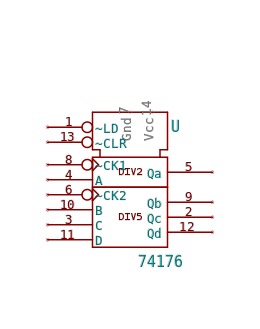 Gnd 7
Vcc 14
U
1 ~LD
13 ~CLR
8 ~CK1
DIV2 Qa 5
4 A
6 ~CK2
10 B
Qb 9
3 C
DIV5 Qc 2
11 D
Qd 12
74176